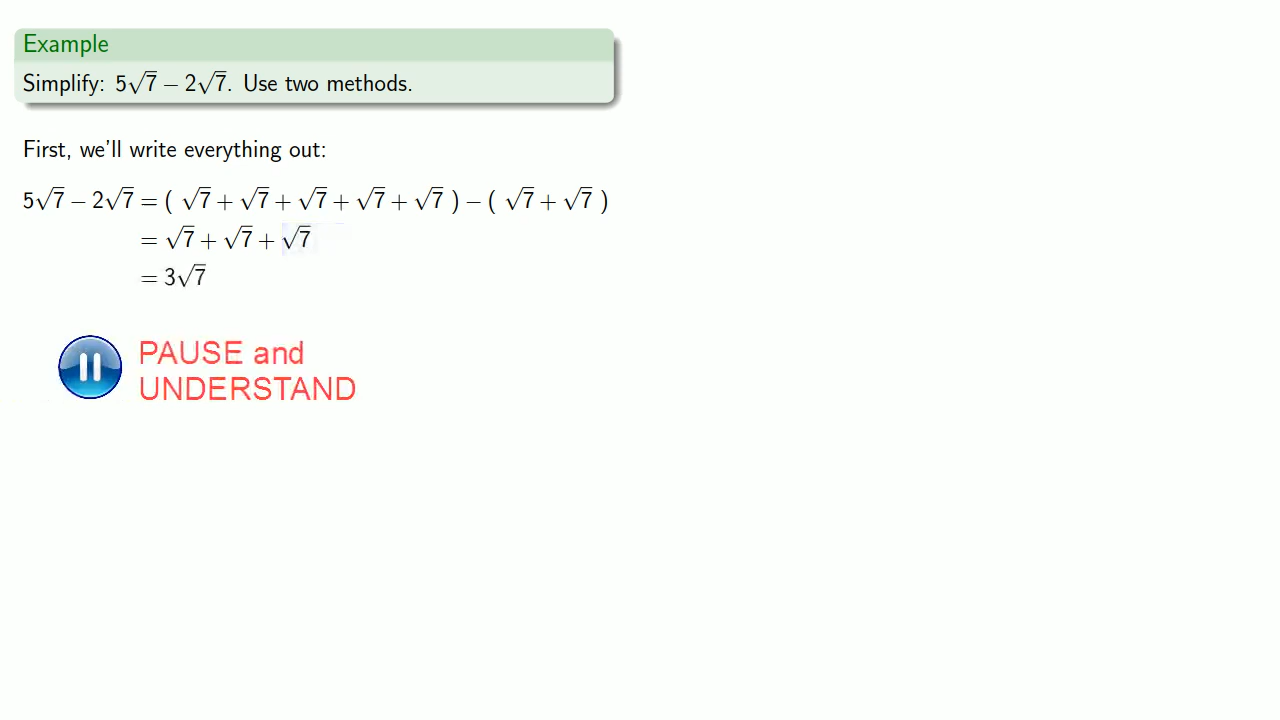 Example
Simplify: 5√7 − 2√7. Use two methods.
First, we'll write everything out:
5√7 − 2√7 = ( √7 + √7 + √7 + √7 + √7 ) − ( √7 + √7 )
= √7 + √7 + √7
= 3√7
PAUSE and
UNDERSTAND